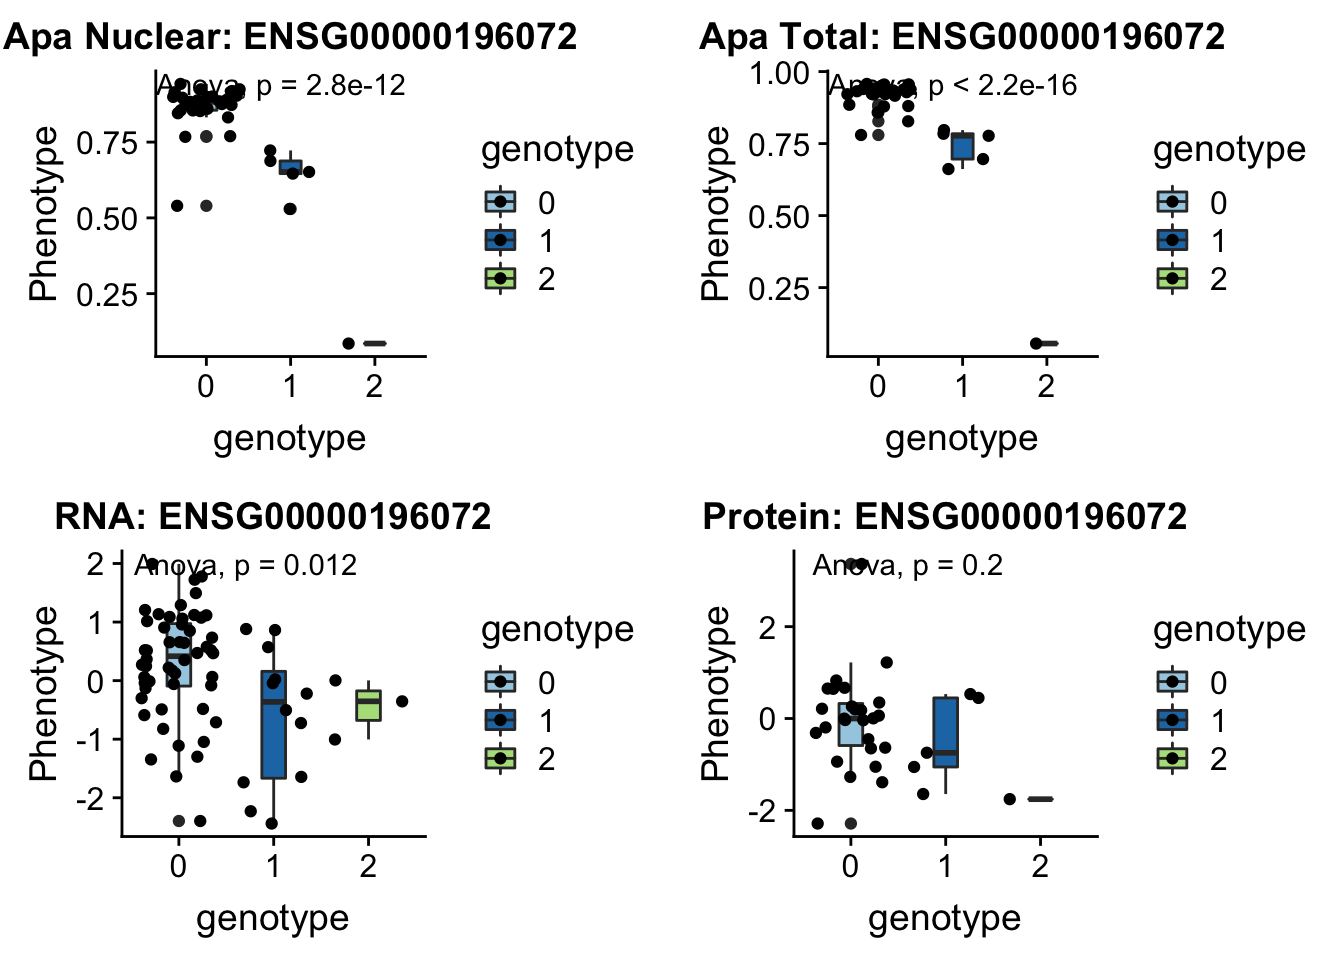 Apa Nuclear: ENSG00000196072
Anova, p = 2.8e-12
Phenotype
0.75
0.50
0.25
0 1 2
genotype
genotype
0
1
2
Apa Total: ENSG00000196072
Anova, p < 2.2e-16
Phenotype
1.00
0.75
0.50
0.25
0 1 2
genotype
genotype
0
1
2
RNA: ENSG00000196072
Anova, p = 0.012
Phenotype
2
1
0
-1
-2
0 1 2
genotype
genotype
0
1
2
Protein: ENSG00000196072
Anova, p = 0.2
Phenotype
2
0
-2
0 1 2
genotype
genotype
0
1
2